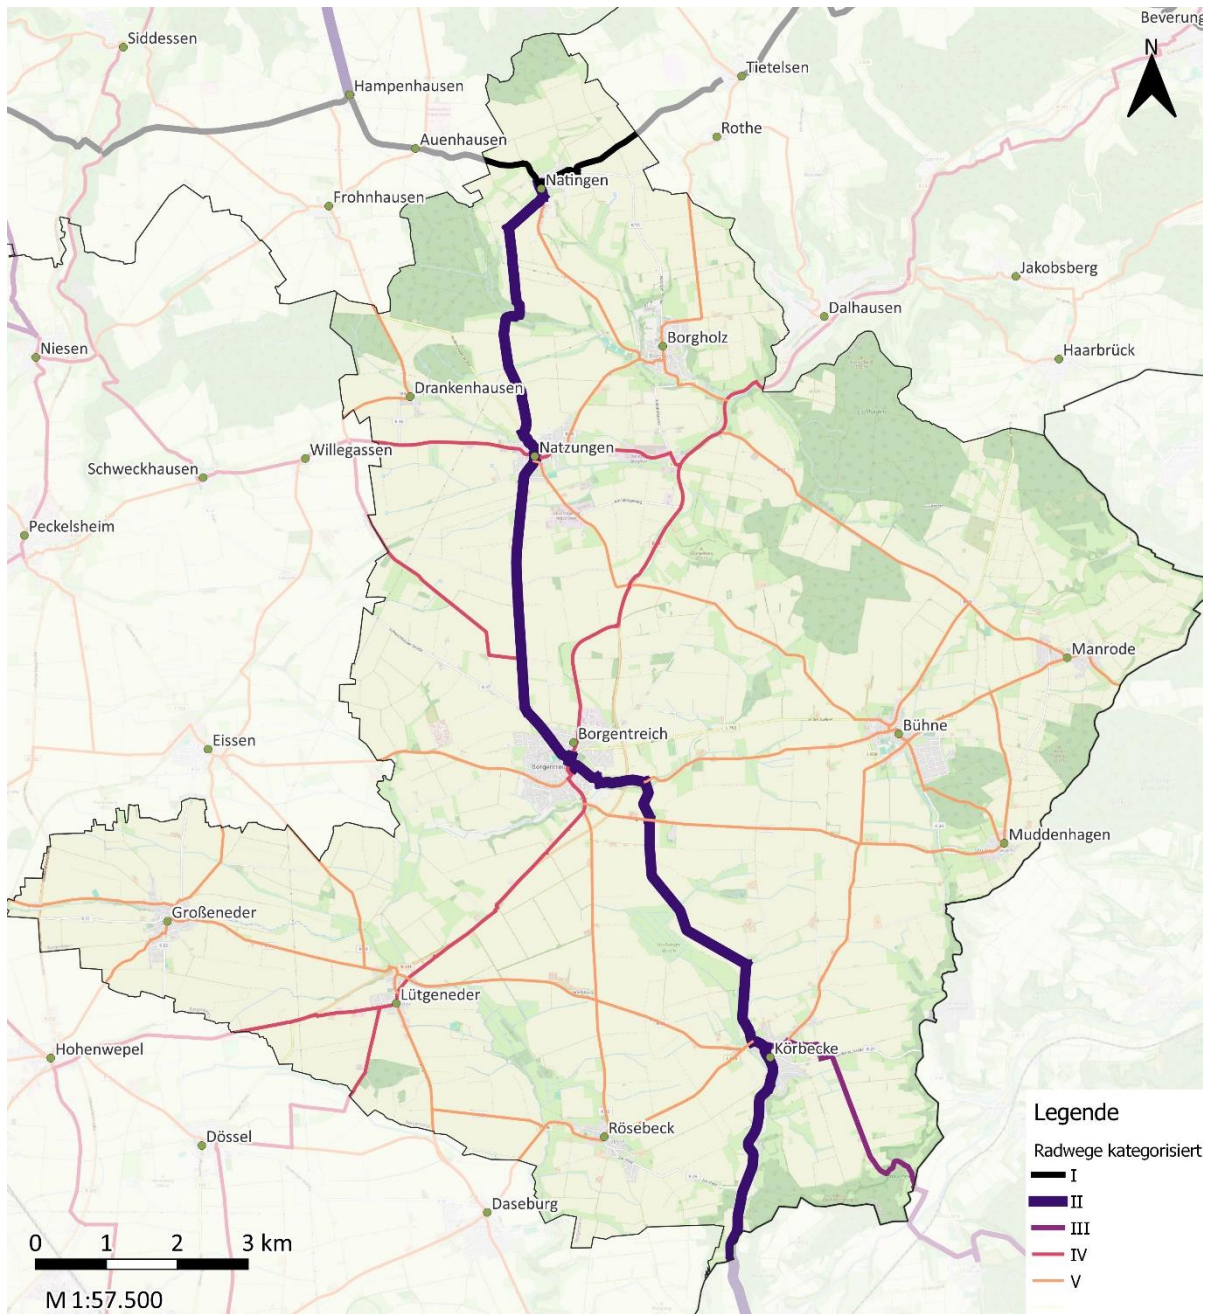 Beverung
Siddessen
N
Tietelsen
Hampenhausen
Rothe
Auenhausen
Natingen
Frohnhausen
Jakobsberg
Dalhausen
Borgholz
Niesen
Haarbrück
Drankenhausen
Natzungen
Willegassen
Schweckhausen
Peckelsheim
Manrode
Bühne
Borgentreich
Eissen
Muddenhagen
Großeneder
Lütgeneder
Hohenwepel
Körbecke
Rösebeck
Dössel
Daseburg
Legende
Radwege kategorisiert
I
II
III
IV
V
0 1 2 3 km
M 1:57.500